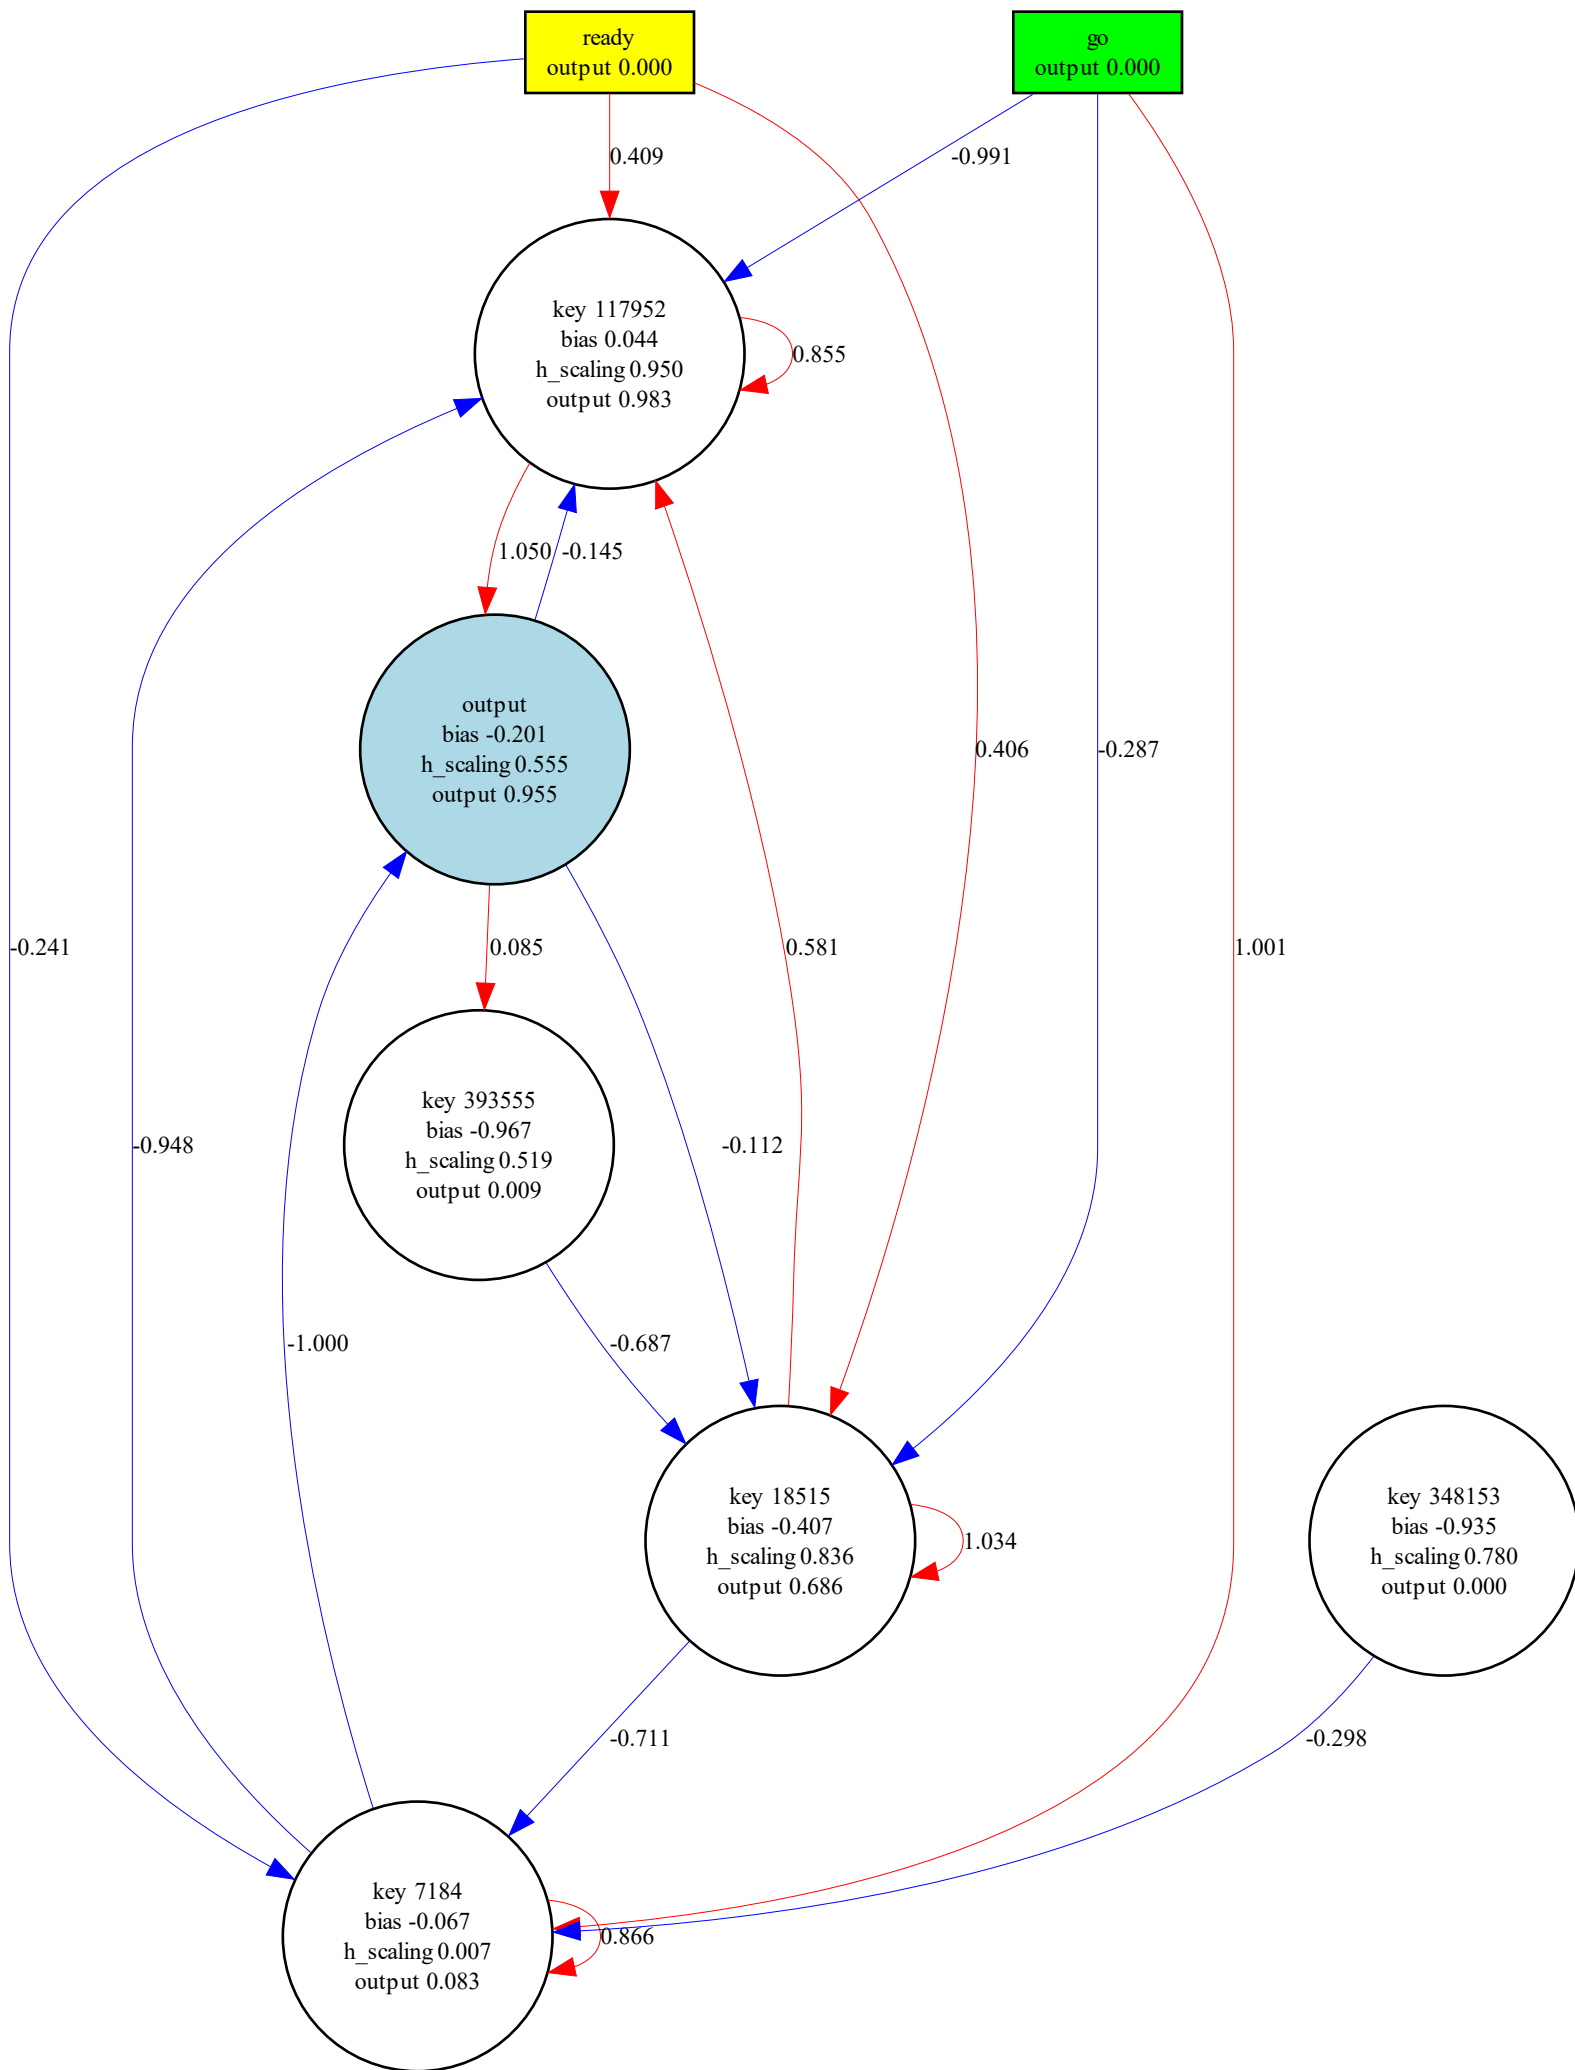 ready
output 0.000
go
output 0.000
0.409
-0.991
key 117952
bias 0.044
h_scaling 0.950
output 0.983
0.855
1.050
-0.145
output
bias -0.201
h_scaling 0.555
output 0.955
0.406
-0.287
-0.241
0.085
0.581
1.001
key 393555
bias -0.967
h_scaling 0.519
output 0.009
-0.948
-0.112
-1.000
-0.687
key 18515
bias -0.407
h_scaling 0.836
output 0.686
1.034
key 348153
bias -0.935
h_scaling 0.780
output 0.000
-0.711
-0.298
key 7184
bias -0.067
h_scaling 0.007
output 0.083
0.866